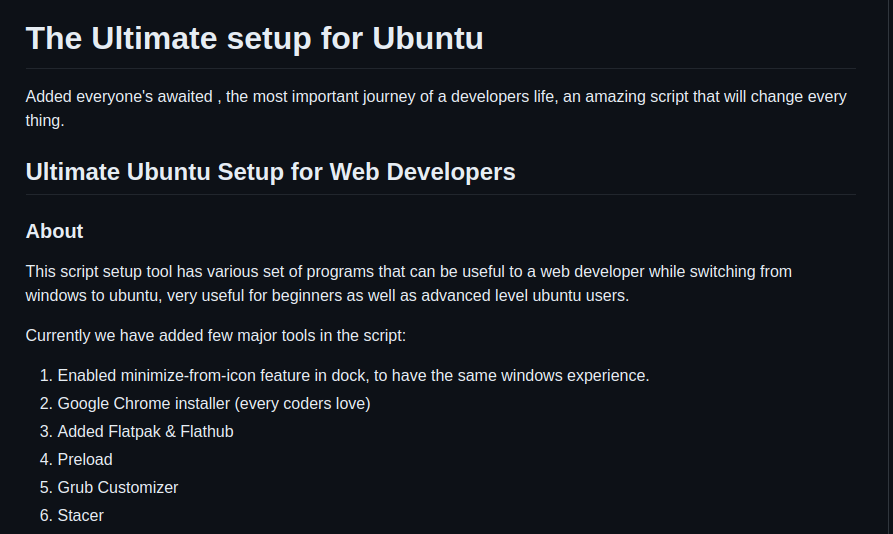 The Ultimate setup for Ubuntu
Added everyone's awaited , the most important journey of a developers life, an amazing script that will change every
thing.
Ultimate Ubuntu Setup for Web Developers
About
This script setup tool has various set of programs that can be useful to a web developer while switching from
windows to ubuntu, very useful for beginners as well as advanced level ubuntu users.
Currently we have added few major tools in the script:
1. Enabled minimize-from-icon feature in dock, to have the same windows experience.
2. Google Chrome installer (every coders love)
3. Added Flatpak & Flathub
4. Preload
5. Grub Customizer
6. Stacer